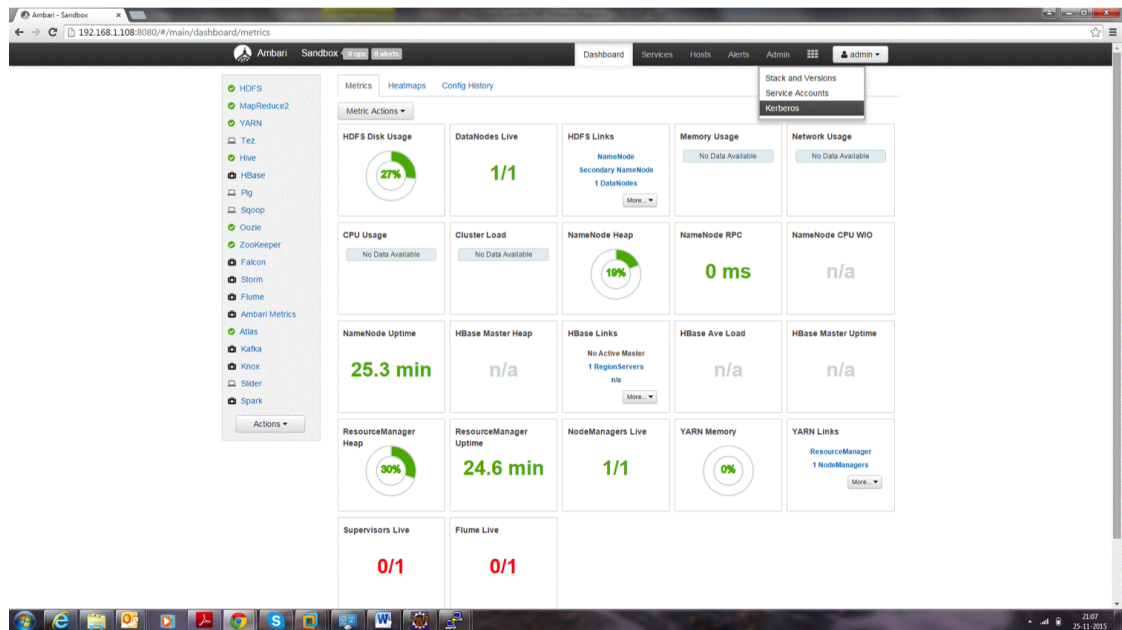 Ambari - Sandbox
192.168.1.108:8080/#/main/dashboard/metrics
Ambari Sandbox 0 ops 0 alerts Dashboard Services Hosts Alerts Admin admin
Stack and Versions
Service Accounts
Kerberos
HDFS
MapReduce2
YARN
Tez
Hive
HBase
Pig
Sqoop
Oozie
ZooKeeper
Falcon
Storm
Flume
Ambari Metrics
Atlas
Kafka
Knox
Slider
Spark
Actions
Metrics Heatmaps Config History
Metric Actions
HDFS Disk Usage
27%
DataNodes Live
1/1
HDFS Links
NameNode
Secondary NameNode
1 DataNodes
More...
Memory Usage
No Data Available
Network Usage
No Data Available
CPU Usage
No Data Available
Cluster Load
No Data Available
NameNode Heap
19%
NameNode RPC
0 ms
NameNode CPU WIO
n/a
NameNode Uptime
25.3 min
HBase Master Heap
n/a
HBase Links
No Active Master
1 RegionServers
n/a
More...
HBase Ave Load
n/a
HBase Master Uptime
n/a
ResourceManager
Heap
30%
ResourceManager
Uptime
24.6 min
NodeManagers Live
1/1
YARN Memory
0%
YARN Links
ResourceManager
1 NodeManagers
More...
Supervisors Live
0/1
Flume Live
0/1
21:07
25-11-2015